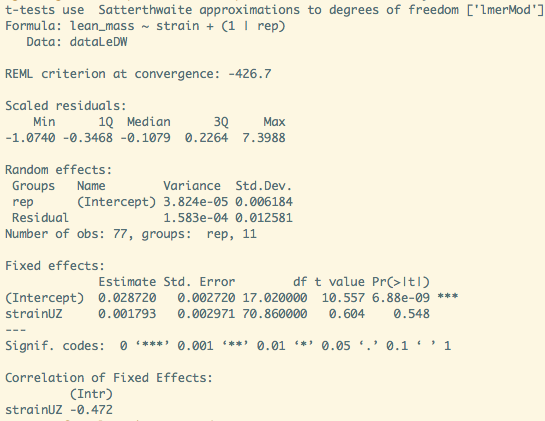 t-tests use  Satterthwaite approximations to degrees of freedom ['lmerMod']
Formula: lean_mass ~ strain + (1 | rep)
   Data: dataLeDW
REML criterion at convergence: -426.7
Scaled residuals:
    Min      1Q  Median      3Q     Max
-1.0740 -0.3468 -0.1079  0.2264  7.3988
Random effects:
 Groups   Name        Variance  Std.Dev.
 rep      (Intercept) 3.824e-05 0.006184
 Residual             1.583e-04 0.012581
Number of obs: 77, groups:  rep, 11
Fixed effects:
             Estimate Std. Error        df t value Pr(>|t|)
(Intercept)  0.028720   0.002720 17.020000  10.557 6.88e-09 ***
strainUZ     0.001793   0.002971 70.860000   0.604    0.548
---
Signif. codes:  0 ‘***’ 0.001 ‘**’ 0.01 ‘*’ 0.05 ‘.’ 0.1 ‘ ’ 1
Correlation of Fixed Effects:
         (Intr)
strainUZ -0.472